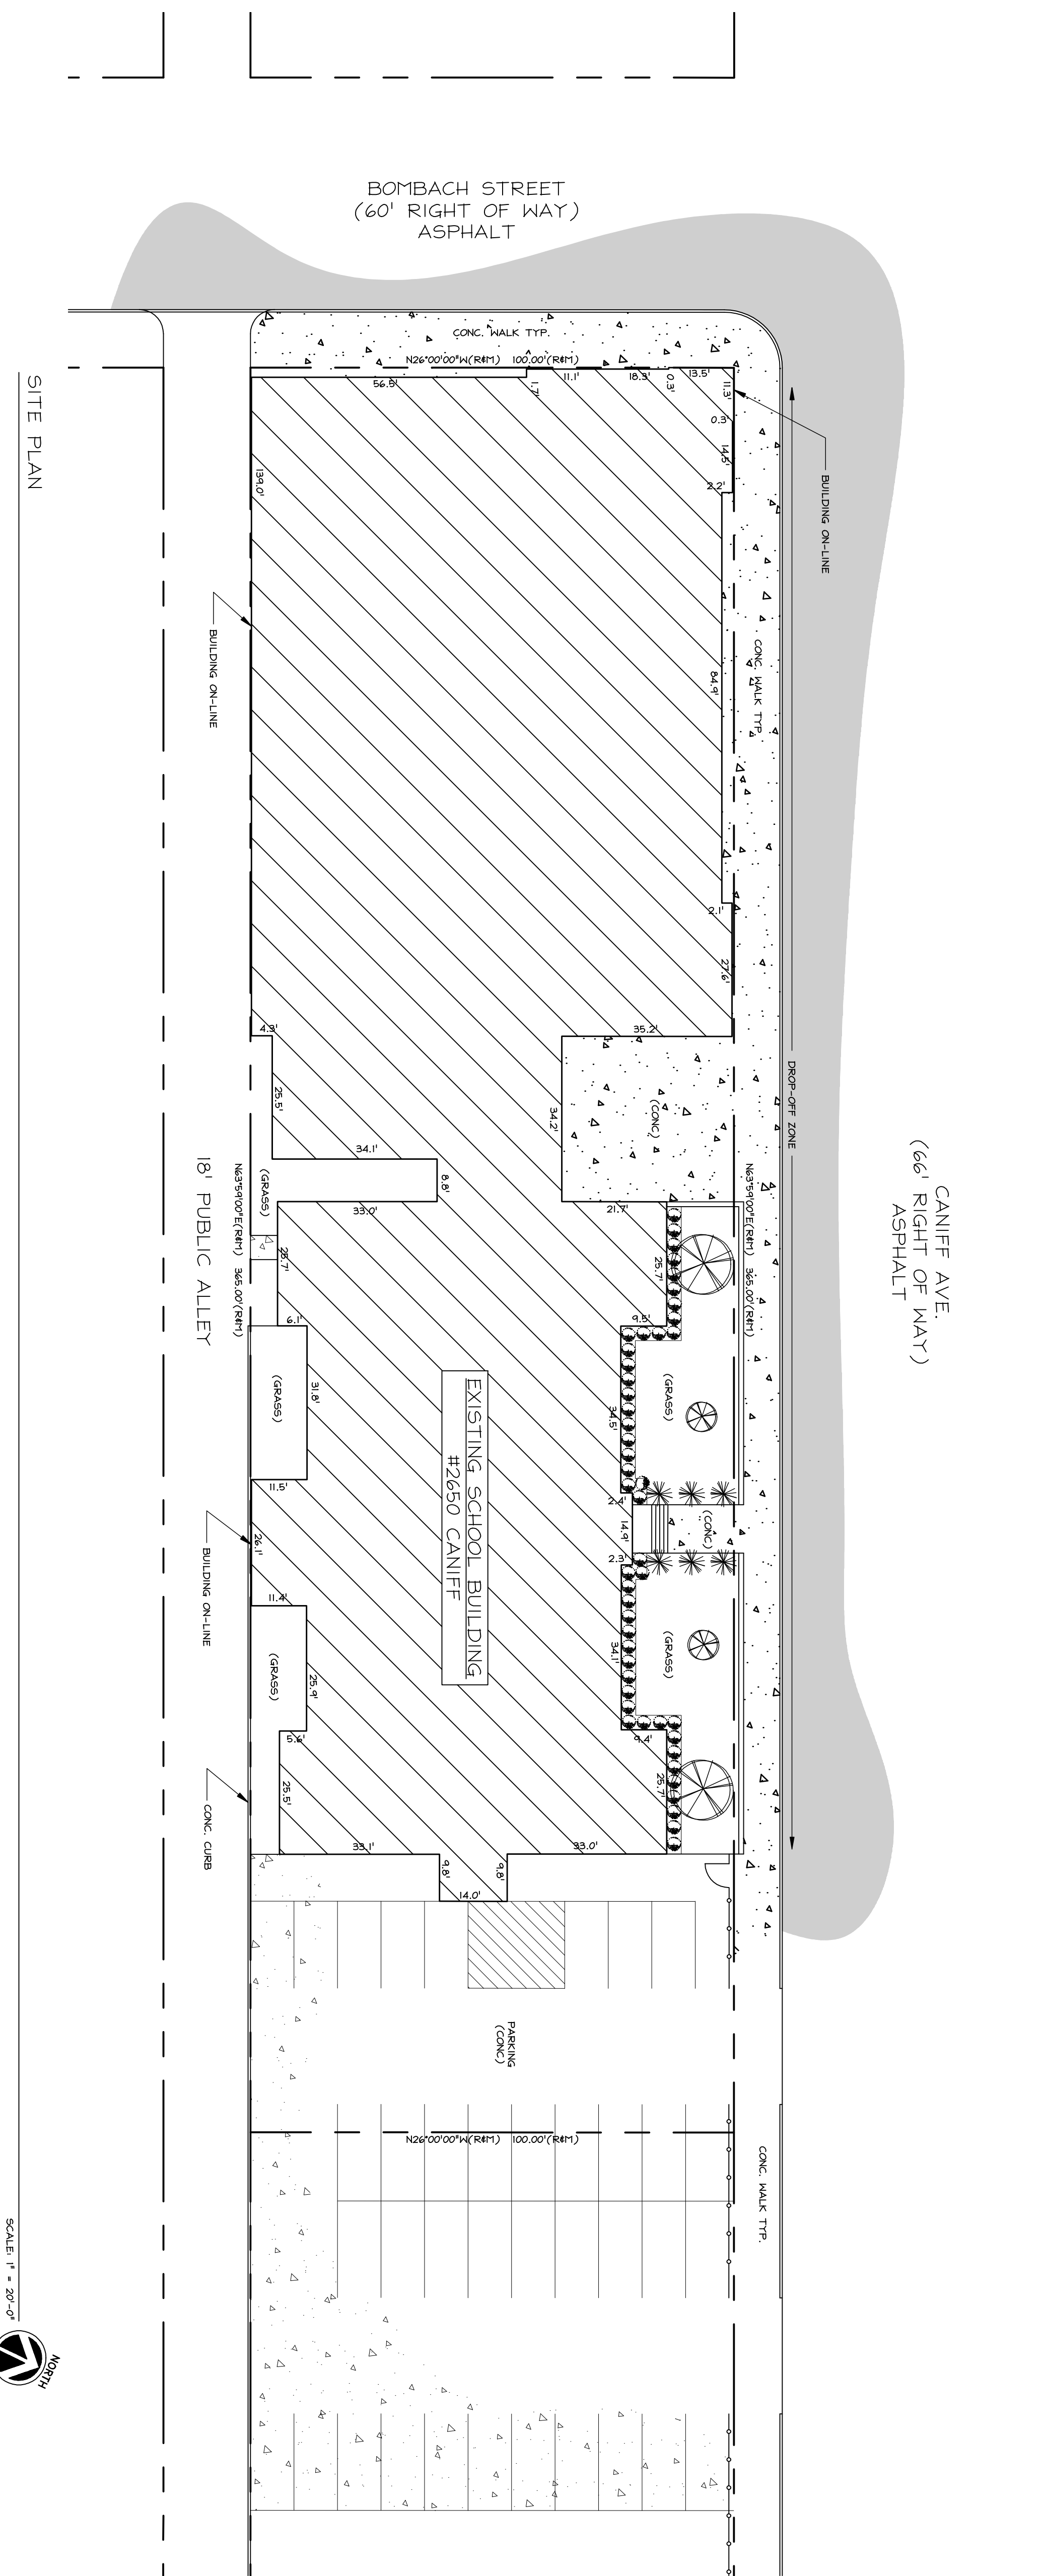 BOMBACH STREET
(60' RIGHT OF WAY)
ASPHALT
CONC. WALK TYP.
N26°00'00"W(R&M) 100.00'(R&M)
56.5'
1.7'
11.1'
18.3'
0.3'
13.5'
11.3'
0.3'
14.5'
2.2'
139.0'
BUILDING ON-LINE
BUILDING ON-LINE
CONC. WALK TYP.
84.9'
2.1'
27.6'
35.2'
4.3'
25.5'
34.1'
8.8'
34.2'
(CONC)
DROP-OFF ZONE
CANIFF AVE.
(66' RIGHT OF WAY)
ASPHALT
N63°59'00"E(R&M) 365.00'(R&M)
N63°59'00"E(R&M) 365.00'(R&M)
18' PUBLIC ALLEY
(GRASS)
33.0'
21.7'
25.7'
6.1'
25.7'
9.5'
(GRASS)
31.8'
34.5'
(GRASS)
11.5'
2.4'
14.9'
(CONC)
2.3'
EXISTING SCHOOL BUILDING
#2650 CANIFF
26.1'
BUILDING ON-LINE
11.4'
(GRASS)
25.9'
34.1'
(GRASS)
5.6'
9.4'
25.5'
25.7'
CONC. CURB
33.1'
33.0'
9.8'
9.8'
14.0'
PARKING
(CONC)
N26°00'00"W(R&M) 100.00'(R&M)
CONC. WALK TYP.
SITE PLAN
SCALE: 1" = 20'-0"
NORTH